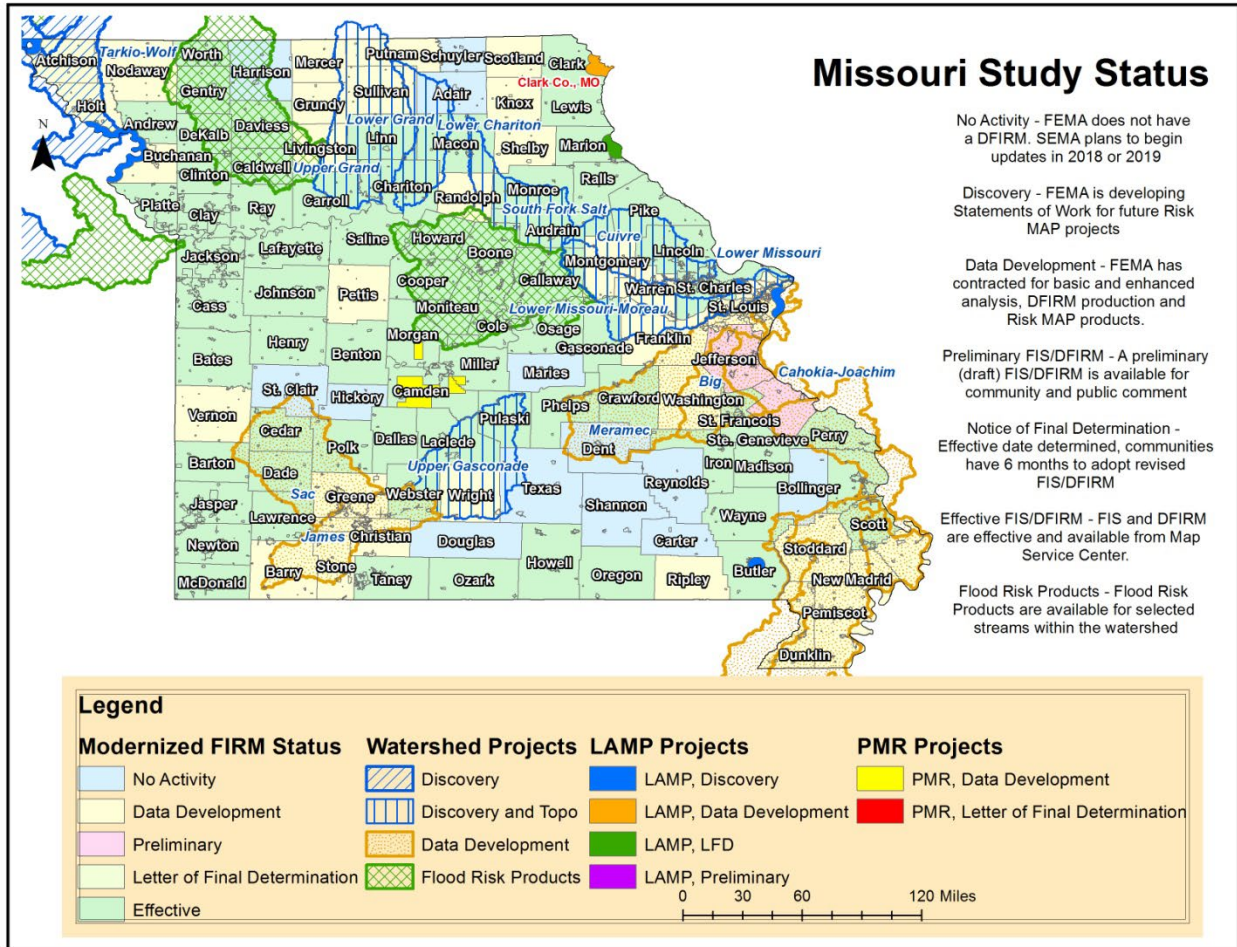 Missouri Study Status
No Activity - FEMA does not have
a DFIRM. SEMA plans to begin
updates in 2018 or 2019
Discovery - FEMA is developing
Statements of Work for future Risk
MAP projects
Data Development - FEMA has
contracted for basic and enhanced
analysis, DFIRM production and
Risk MAP products.
Preliminary FIS/DFIRM - A preliminary
(draft) FIS/DFIRM is available for
community and public comment
Notice of Final Determination -
Effective date determined, communities
have 6 months to adopt revised
FIS/DFIRM
Effective FIS/DFIRM - FIS and DFIRM
are effective and available from Map
Service Center.
Flood Risk Products - Flood Risk
Products are available for selected
streams within the watershed
Atchison
Tarkio-Wolf
Nodaway
Worth
Gentry
Harrison
Mercer
Putnam
Schuyler
Scotland
Clark
Clark Co., MO
Holt
Andrew
DeKalb
Daviess
Grundy
Sullivan
Adair
Knox
Lewis
N
Buchanan
Clinton
Caldwell
Livingston
Linn
Lower Grand
Lower Chariton
Macon
Shelby
Marion
Upper Grand
Platte
Clay
Ray
Carroll
Chariton
Randolph
Monroe
Ralls
South Fork Salt
Audrain
Pike
Jackson
Lafayette
Saline
Howard
Boone
Cuivre
Montgomery
Lincoln
Lower Missouri
Cass
Johnson
Pettis
Cooper
Moniteau
Callaway
Warren
St. Charles
St. Louis
Lower Missouri-Moreau
Cole
Osage
Gasconade
Franklin
Bates
Henry
Benton
Morgan
Miller
Maries
Jefferson
Cahokia-Joachim
Vernon
St. Clair
Hickory
Camden
Pulaski
Phelps
Crawford
Big
Washington
St. Francois
Ste. Genevieve
Perry
Meramec
Dent
Cedar
Polk
Dallas
Laclede
Barton
Dade
Upper Gasconade
Texas
Iron
Madison
Reynolds
Bollinger
Jasper
Sac
Greene
Webster
Wright
Shannon
Wayne
Scott
Lawrence
James
Christian
Douglas
Carter
Stoddard
Newton
Barry
Stone
Howell
Butler
New Madrid
McDonald
Taney
Ozark
Oregon
Ripley
Pemiscot
Dunklin
Legend
Modernized FIRM Status
No Activity
Data Development
Preliminary
Letter of Final Determination
Effective
Watershed Projects
Discovery
Discovery and Topo
Data Development
Flood Risk Products
LAMP Projects
LAMP, Discovery
LAMP, Data Development
LAMP, LFD
LAMP, Preliminary
PMR Projects
PMR, Data Development
PMR, Letter of Final Determination
0 30 60 120 Miles